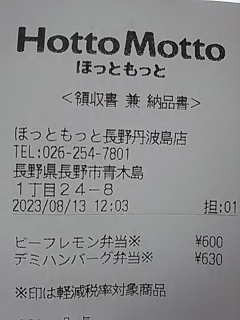 Hotto Motto
ほっともっと
＜領収書 兼 納品書＞
ほっともっと長野丹波島店
TEL:026-254-7801
長野県長野市青木島
１丁目２４－８
2023/08/13 12:03 担:01
ビーフレモン弁当※ ¥600
デミハンバーグ弁当※ ¥630
※印は軽減税率対象商品